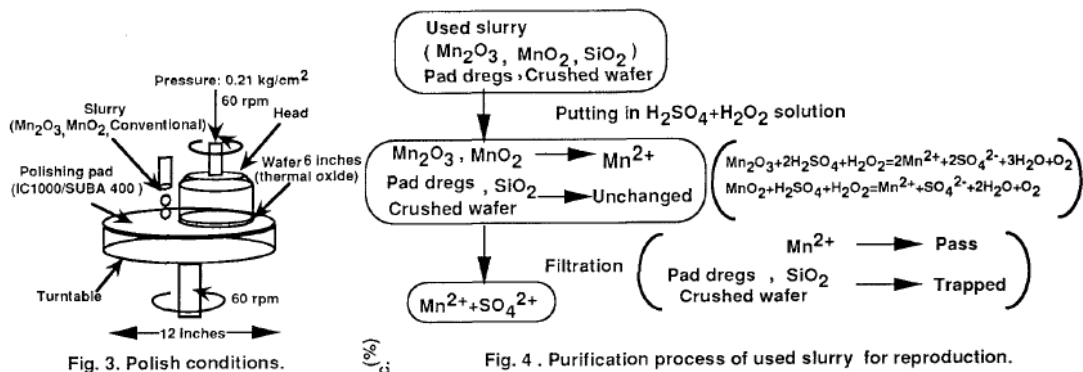 Pressure: 0.21 kg/cm2
60 rpm
Slurry
(Mn2O3, MnO2, Conventional)
Head
Polishing pad
(IC1000/SUBA 400)
Wafer 6 inches
(thermal oxide)
Turntable
60 rpm
12 Inches
Fig. 3. Polish conditions.
Used slurry
( Mn2O3, MnO2, SiO2 )
Pad dregs , Crushed wafer
Putting in H2SO4+H2O2 solution
Mn2O3 , MnO2 Mn2+
Pad dregs , SiO2
Crushed wafer
Unchanged
Mn2O3+2H2SO4+H2O2=2Mn2++2SO42-+3H2O+O2
MnO2+H2SO4+H2O2=Mn2++SO42-+2H2O+O2
Filtration
Mn2+ Pass
Pad dregs , SiO2
Crushed wafer
Trapped
Mn2++SO42+
(%)
Fig. 4 . Purification process of used slurry for reproduction.